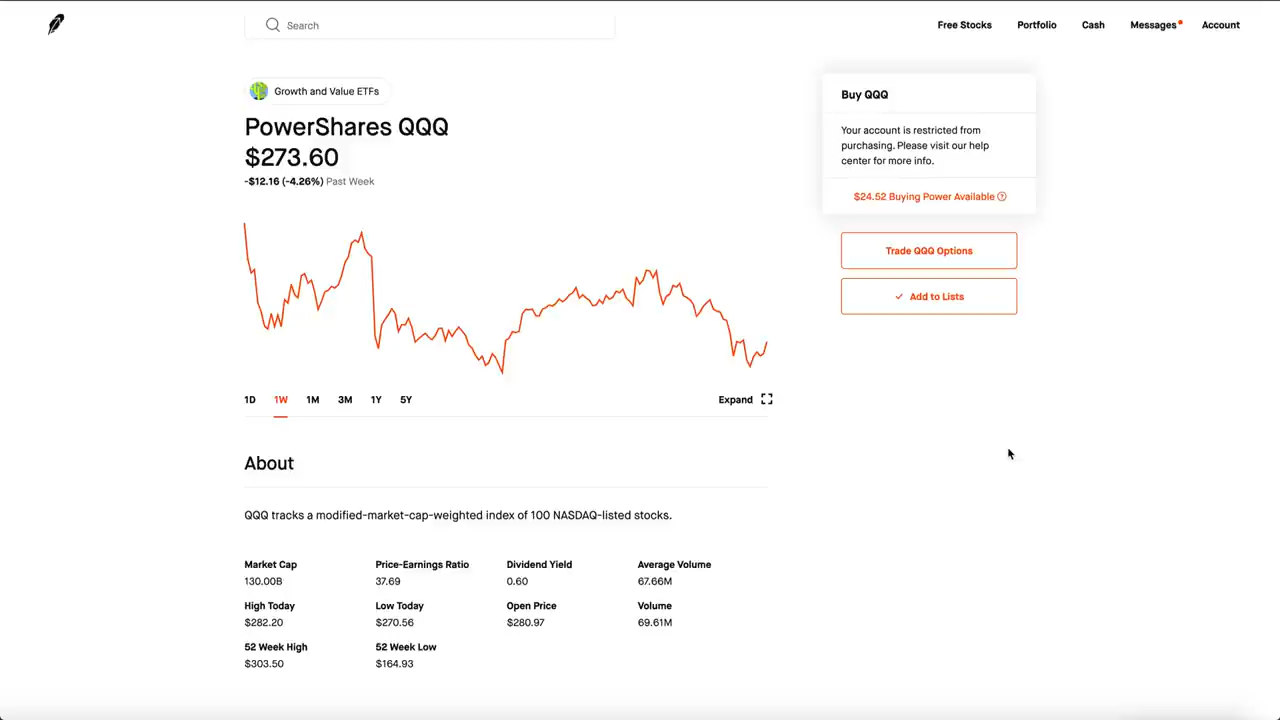 Search
Free Stocks
Portfolio
Cash
Messages
Account
Growth and Value ETFs
PowerShares QQQ
$273.60
-$12.16 (-4.26%) Past Week
Buy QQQ
Your account is restricted from
purchasing. Please visit our help
center for more info.
$24.52 Buying Power Available ?
Trade QQQ Options
Add to Lists
1D 1W 1M 3M 1Y 5Y
Expand
About
QQQ tracks a modified-market-cap-weighted index of 100 NASDAQ-listed stocks.
Market Cap Price-Earnings Ratio Dividend Yield Average Volume
130.00B 37.69 0.60 67.66M
High Today Low Today Open Price Volume
$282.20 $270.56 $280.97 69.61M
52 Week High 52 Week Low
$303.50 $164.93